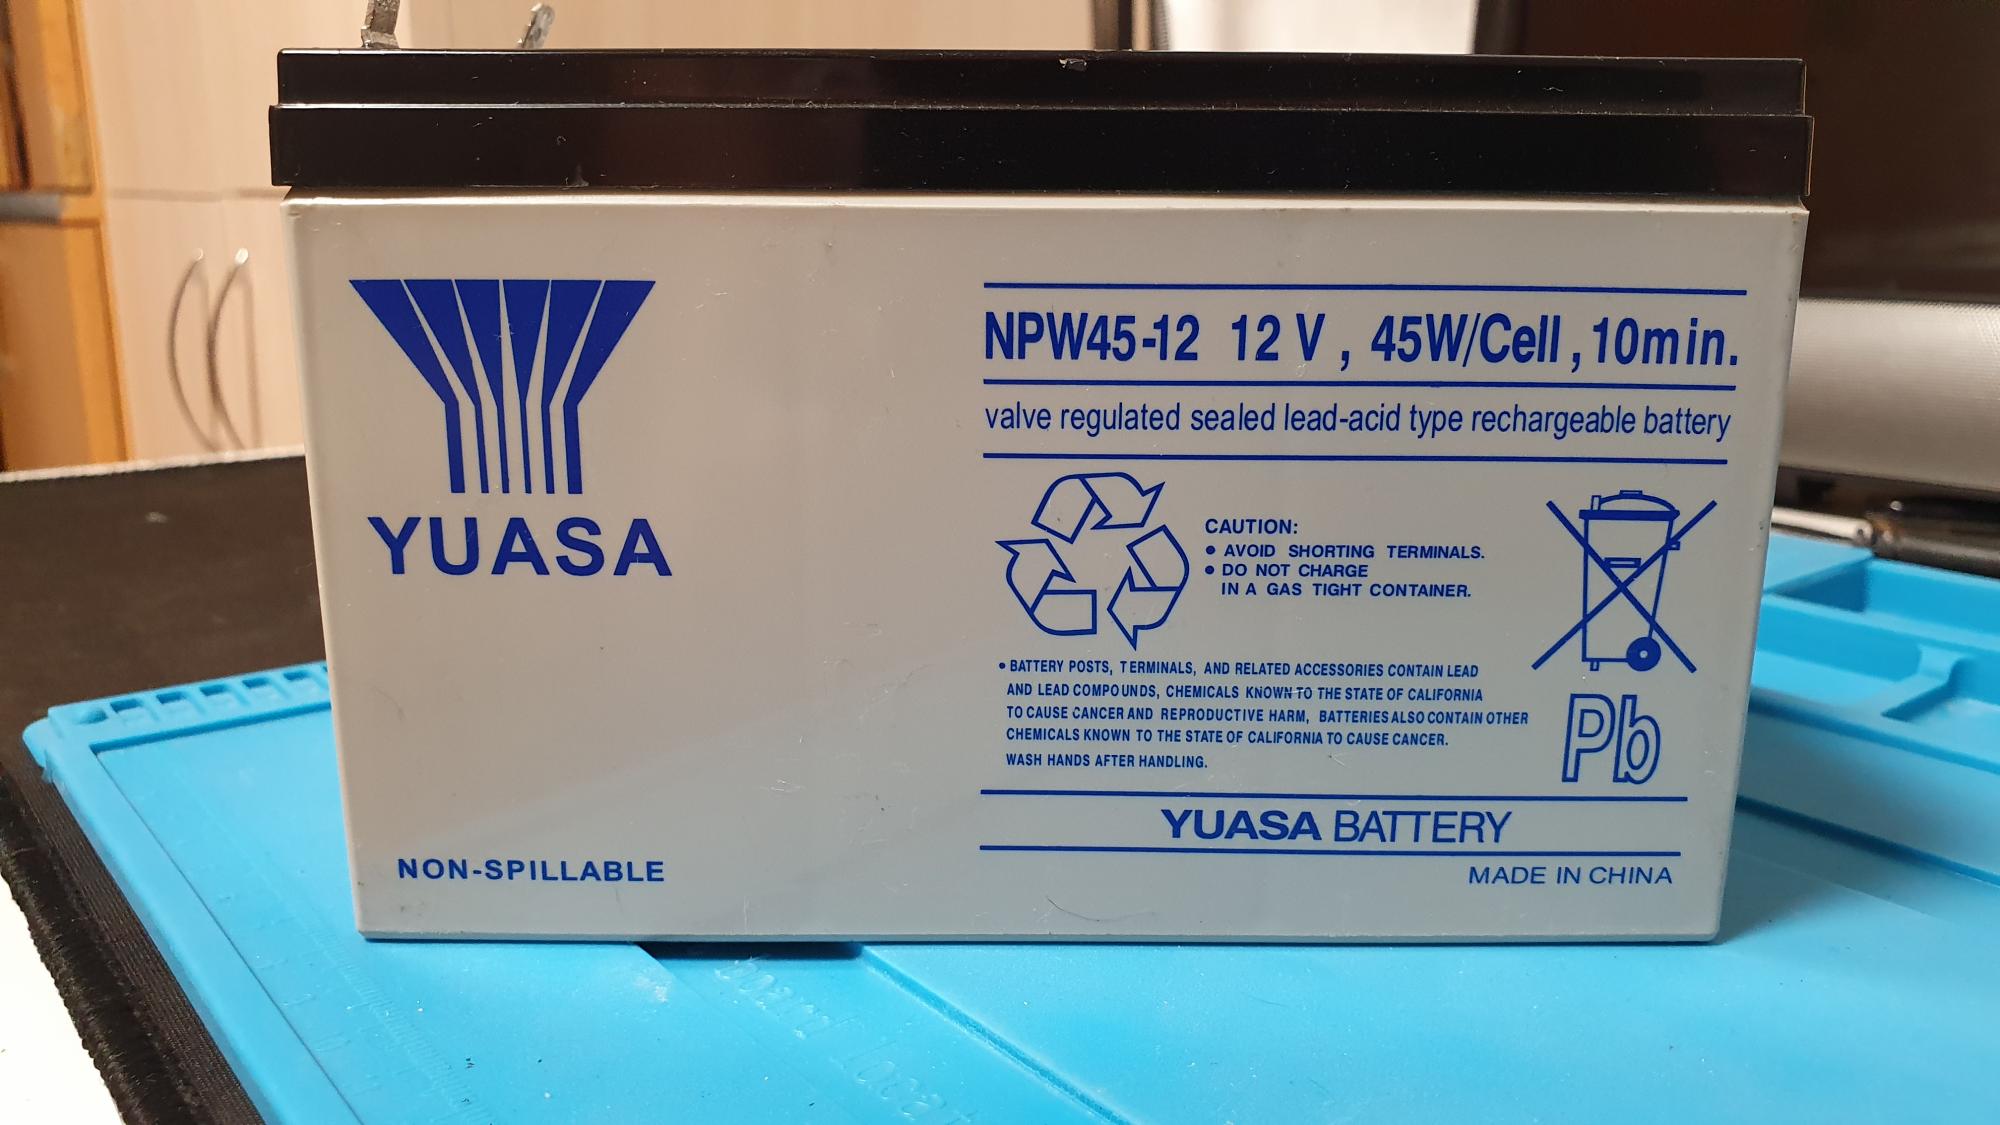 YUASA
NON-SPILLABLE
NPW45-12 12 V, 45W/Cell, 10min.
valve regulated sealed lead-acid type rechargeable battery
CAUTION:
• AVOID SHORTING TERMINALS.
• DO NOT CHARGE
IN A GAS TIGHT CONTAINER.
• BATTERY POSTS, TERMINALS, AND RELATED ACCESSORIES CONTAIN LEAD
AND LEAD COMPOUNDS, CHEMICALS KNOWN TO THE STATE OF CALIFORNIA
TO CAUSE CANCER AND REPRODUCTIVE HARM, BATTERIES ALSO CONTAIN OTHER
CHEMICALS KNOWN TO THE STATE OF CALIFORNIA TO CAUSE CANCER.
WASH HANDS AFTER HANDLING.
Pb
YUASA BATTERY
MADE IN CHINA